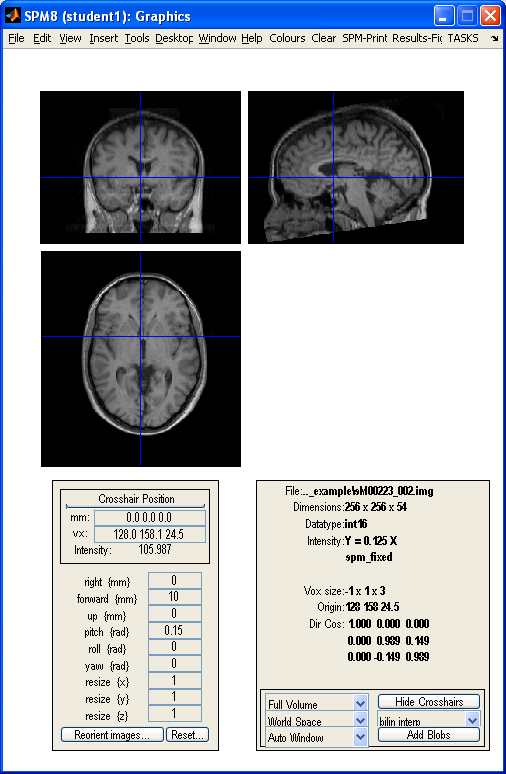 SPM8 (student1): Graphics
File Edit View Insert Tools Desktop Window Help Colours Clear SPM-Print Results-Fig TASKS
Crosshair Position
mm: 0.0 0.0 0.0
vx: 128.0 158.1 24.5
Intensity: 105.987
right {mm} 0
forward {mm} 10
up {mm} 0
pitch {rad} 0.15
roll {rad} 0
yaw {rad} 0
resize {x} 1
resize {y} 1
resize {z} 1
Reorient images... Reset...
File: .._example\sM00223_002.img
Dimensions: 256 x 256 x 54
Datatype: int16
Intensity: Y = 0.125 X
spm_fixed
Vox size: -1 x 1 x 3
Origin: 128 158 24.5
Dir Cos: 1.000 0.000 0.000
0.000 0.989 0.149
0.000 -0.149 0.989
Full Volume Hide Crosshairs
World Space bilin interp
Auto Window Add Blobs